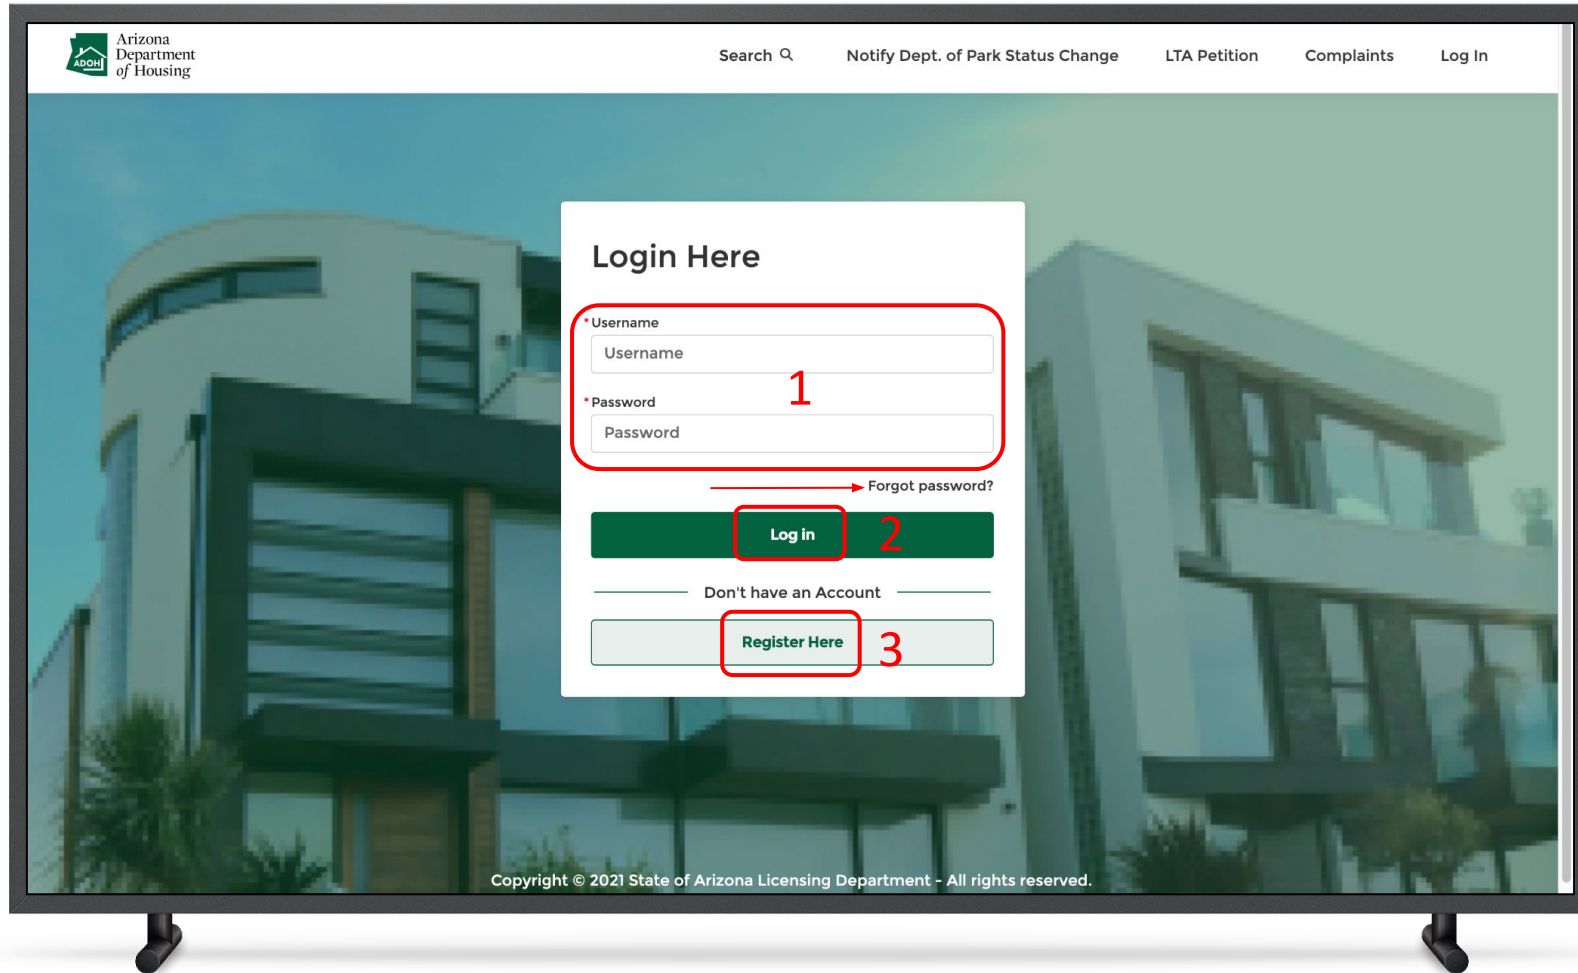 Arizona
Department
of Housing
ADOH
Search
Notify Dept. of Park Status Change
LTA Petition
Complaints
Log In
Login Here
*Username
Username
1
*Password
Password
Forgot password?
Log in
2
Don't have an Account
Register Here
3
Copyright © 2021 State of Arizona Licensing Department - All rights reserved.